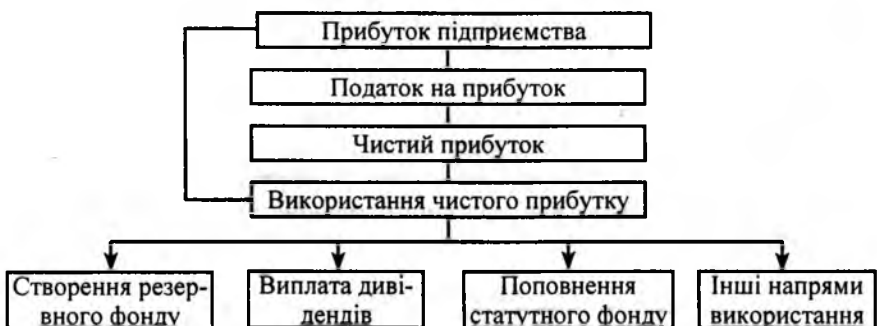 Прибуток підприємства
Податок на прибуток
Чистий прибуток
Використання чистого прибутку
Створення резер-
вного фонду
Виплата диві-
дендів
Поповнення
статутного фонду
Інші напрями
використання